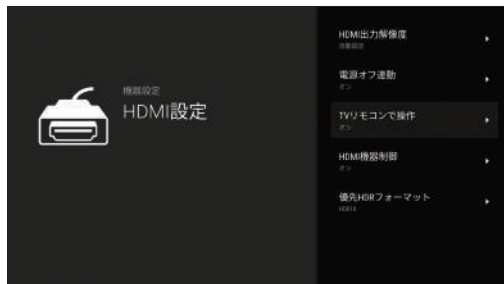 機器設定
HDMI設定
HDMI出力解像度
自動設定
電源オフ連動
オン
TVリモコンで操作
オン
HDMI機器制御
オン
優先HDRフォーマット
HDR10